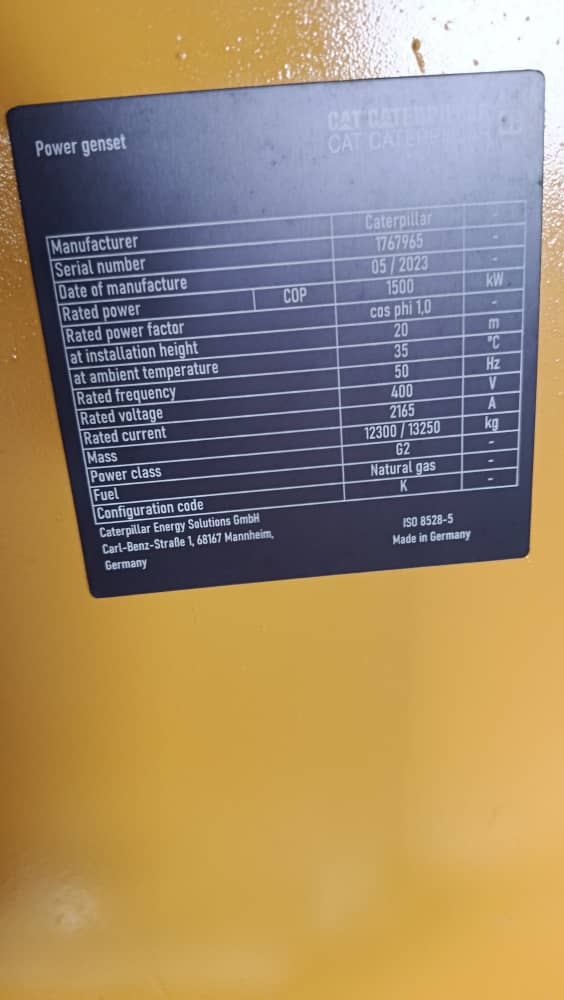 Power genset
CAT CATERPILLAR
CAT CATERPILLAR
Manufacturer Caterpillar -
Serial number 1767965 -
Date of manufacture 05 / 2023 -
Rated power COP 1500 kW
Rated power factor cos phi 1,0 -
at installation height 20 m
at ambient temperature 35 °C
Rated frequency 50 Hz
Rated voltage 400 V
Rated current 2165 A
Mass 12300 / 13250 kg
Power class G2 -
Fuel Natural gas -
Configuration code K -
Caterpillar Energy Solutions GmbH
Carl-Benz-Straße 1, 68167 Mannheim,
Germany
ISO 8528-5
Made in Germany